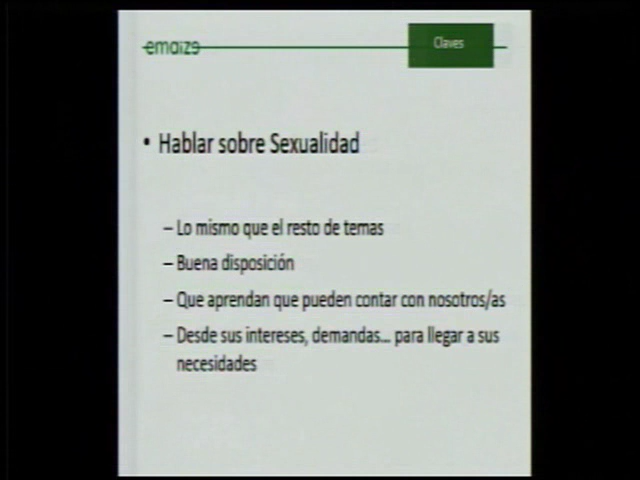 emaize
Claves
• Hablar sobre Sexualidad
– Lo mismo que el resto de temas
– Buena disposición
– Que aprendan que pueden contar con nosotros/as
– Desde sus intereses, demandas... para llegar a sus
necesidades